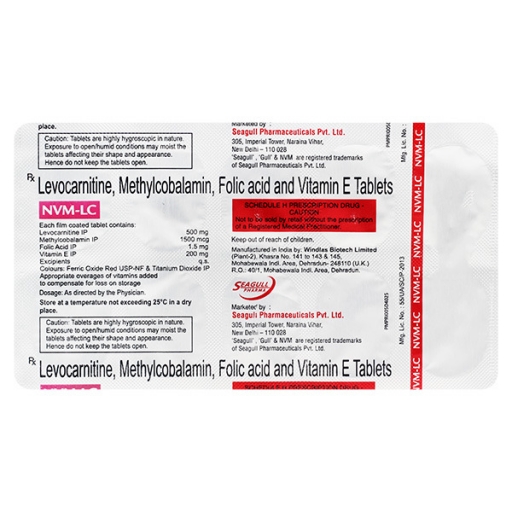 place.
Caution: Tablets are highly hygroscopic in nature.
Exposure to open/humid conditions may moist the
tablets affecting their shape and appearance.
Hence do not keep the tablets open.
Marketed by :
Seagull Pharmaceuticals Pvt. Ltd.
305, Imperial Tower, Naraina Vihar,
New Delhi – 110 028
'Seagull', 'Gull' & NVM are registered trademarks
of Seagull Pharmaceuticals Pvt. Ltd.
Mfg. Lic. No. :
NVM-LC
Rx Levocarnitine, Methylcobalamin, Folic acid and Vitamin E Tablets
NVM-LC
Each film coated tablet contains:
Levocarnitine IP 500 mg
Methylcobalamin IP 1500 mcg
Folic Acid IP 1.5 mg
Vitamin E IP 200 mg
Excipients q.s.
Colours: Ferric Oxide Red USP-NF & Titanium Dioxide IP
Appropriate overages of vitamins added
to compensate for loss on storage
Dosage: As directed by the Physician.
Store at a temperature not exceeding 25°C in a dry
place.
Caution: Tablets are highly hygroscopic in nature.
Exposure to open/humid conditions may moist the
tablets affecting their shape and appearance.
Hence do not keep the tablets open.
SCHEDULE H PRESCRIPTION DRUG -
CAUTION
Not to be sold by retail without the prescription
of a Registered Medical Practitioner.
Keep out of reach of children.
Manufactured in India by: Windlas Biotech Limited
(Plant-2), Khasra No. 141 to 143 & 145,
Mohabewala Indl. Area, Dehradun- 248110 (U.K.)
R.O.: 40/1, Mohabewala Indl. Area, Dehradun.
SEAGULL
PHARMA
Marketed by :
Seagull Pharmaceuticals Pvt. Ltd.
305, Imperial Tower, Naraina Vihar,
New Delhi – 110 028
'Seagull', 'Gull' & NVM are registered trademarks
of Seagull Pharmaceuticals Pvt. Ltd.
Mfg. Lic. No. : 55/UA/SC/P-2013
NVM-LC
NVM-LC
NVM-LC
Rx Levocarnitine, Methylcobalamin, Folic acid and Vitamin E Tablets
NVM-LC
SCHEDULE H PRESCRIPTION DRUG -